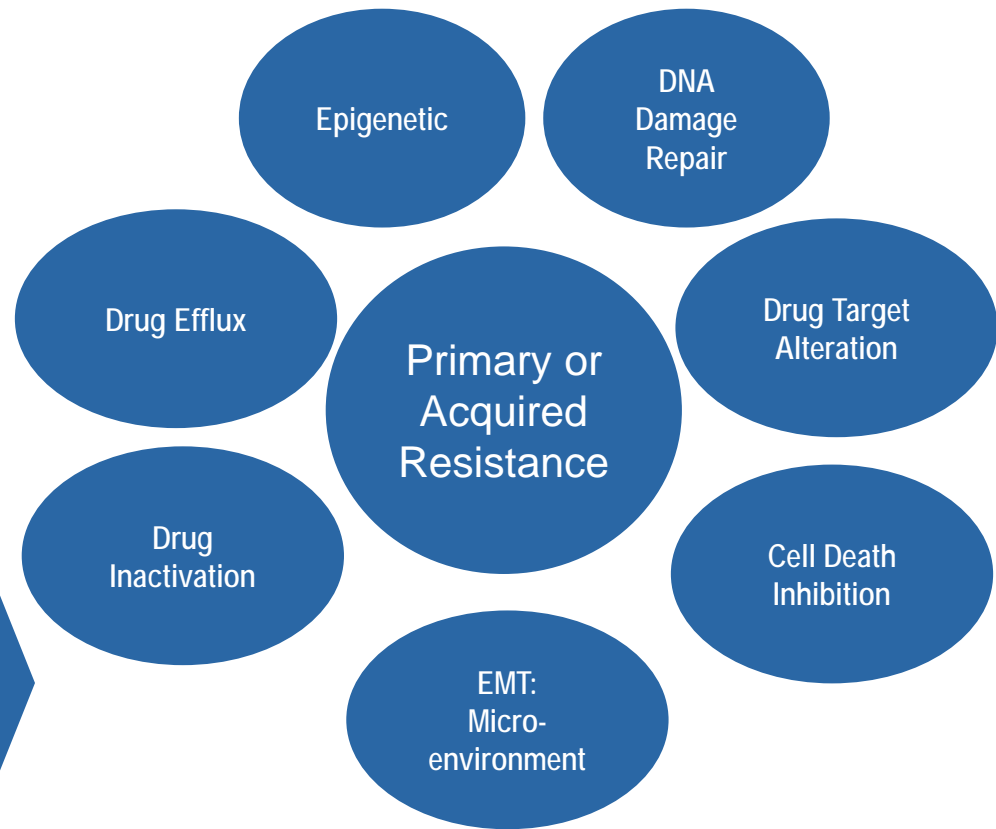 Epigenetic
DNA
Damage
Repair
Drug Efflux
Drug Target
Alteration
Primary or
Acquired
Resistance
Drug
Inactivation
Cell Death
Inhibition
EMT:
Micro-
environment